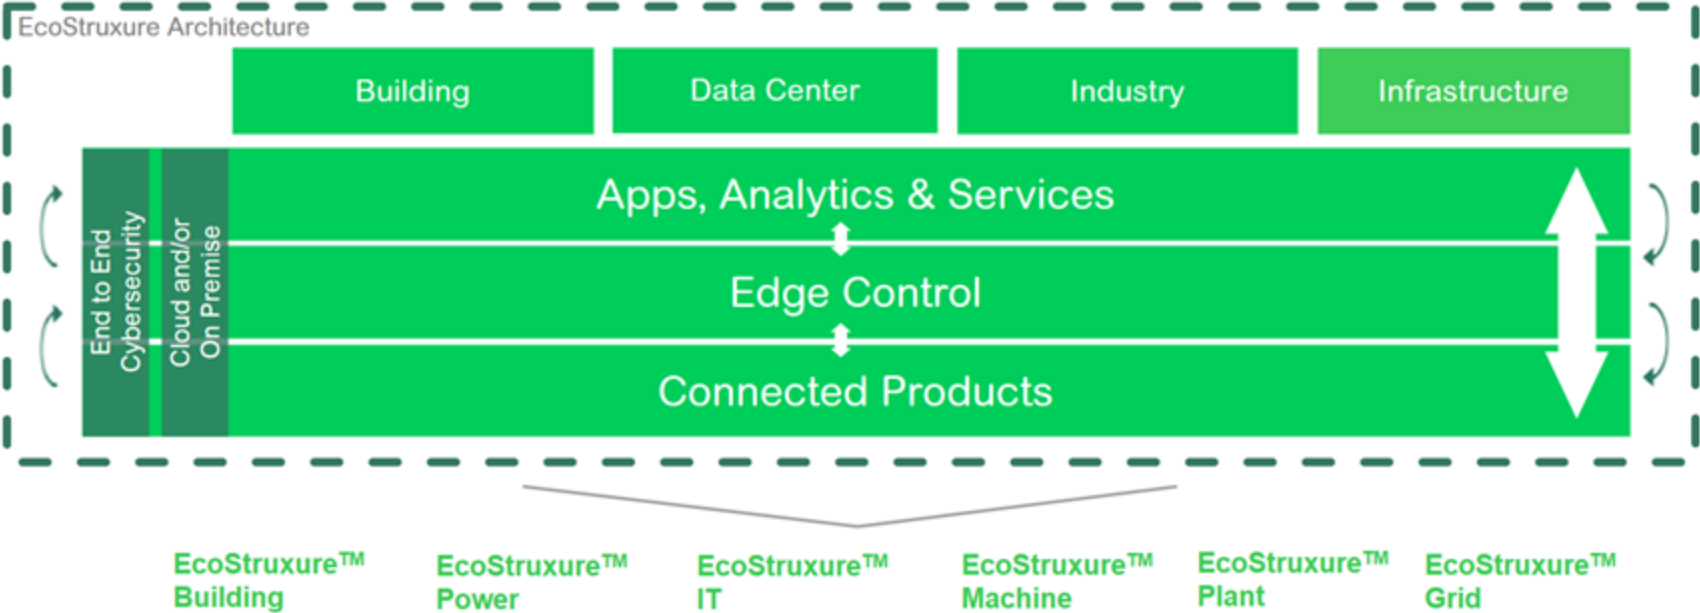 EcoStruxure Architecture
Building
Data Center
Industry
Infrastructure
End to End
Cybersecurity
Cloud and/or
On Premise
Apps, Analytics & Services
Edge Control
Connected Products
EcoStruxure™
Building
EcoStruxure™
Power
EcoStruxure™
IT
EcoStruxure™
Machine
EcoStruxure™
Plant
EcoStruxure™
Grid